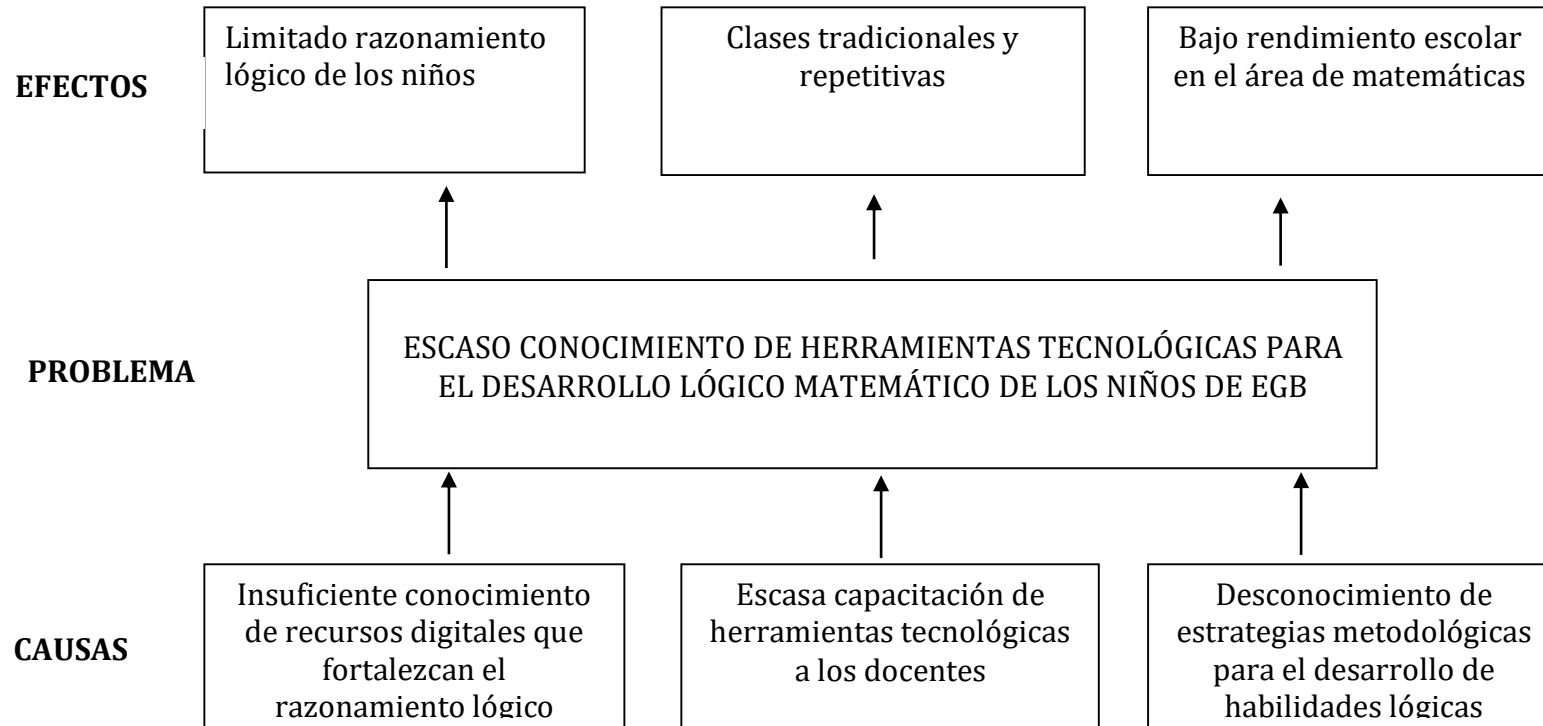 EFECTOS
Limitado razonamiento
lógico de los niños
Clases tradicionales y
repetitivas
Bajo rendimiento escolar
en el área de matemáticas
PROBLEMA
ESCASO CONOCIMIENTO DE HERRAMIENTAS TECNOLÓGICAS PARA
EL DESARROLLO LÓGICO MATEMÁTICO DE LOS NIÑOS DE EGB
CAUSAS
Insuficiente conocimiento
de recursos digitales que
fortalezcan el
razonamiento lógico
Escasa capacitación de
herramientas tecnológicas
a los docentes
Desconocimiento de
estrategias metodológicas
para el desarrollo de
habilidades lógicas